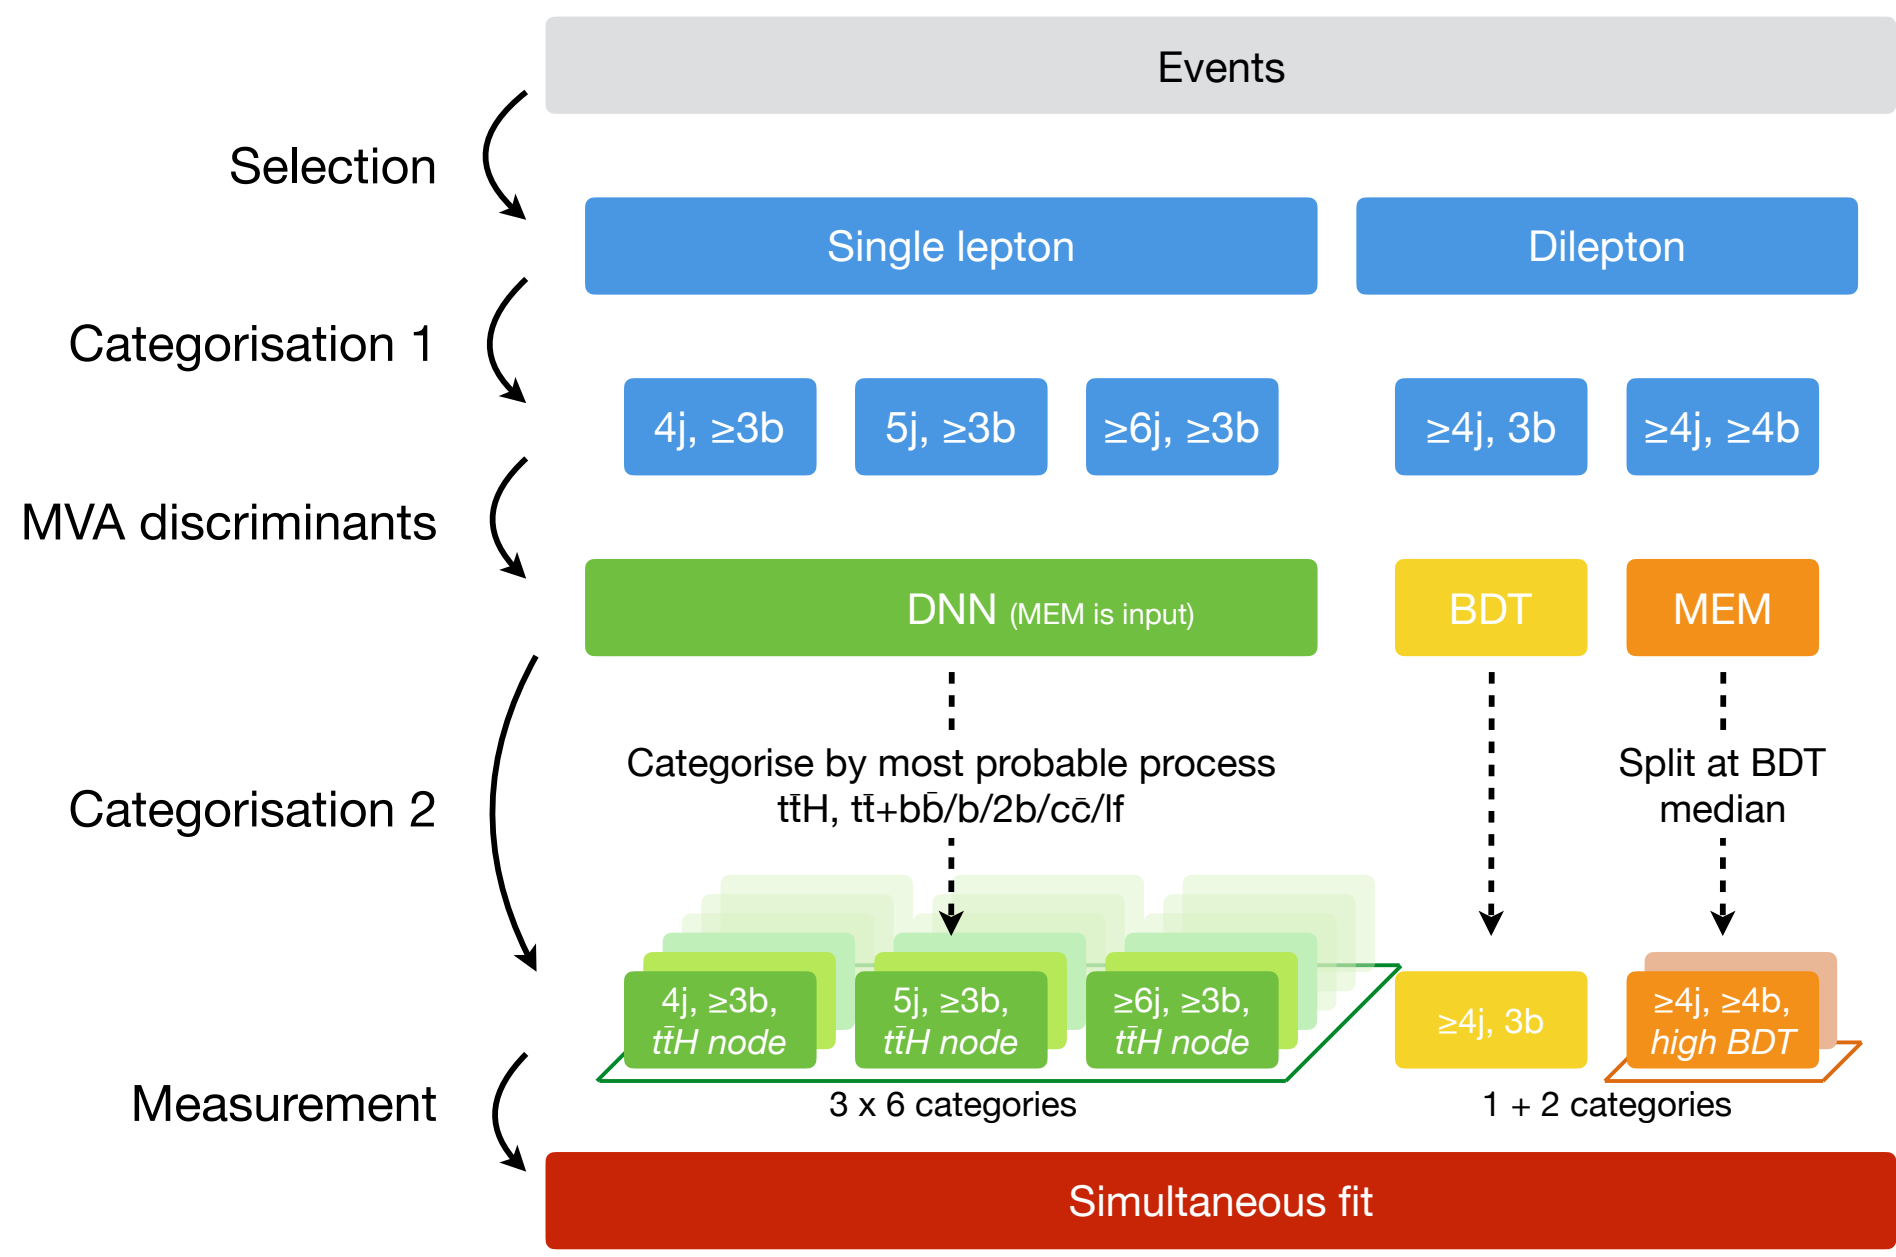 Events
Selection
Single lepton
Dilepton
Categorisation 1
4j, ≥3b
5j, ≥3b
≥6j, ≥3b
≥4j, 3b
≥4j, ≥4b
MVA discriminants
DNN (MEM is input)
BDT
MEM
Categorise by most probable process
tt̄H, tt̄+bb̄/b/2b/cc̄/lf
Split at BDT
median
Categorisation 2
4j, ≥3b,
tt̄H node
5j, ≥3b,
tt̄H node
≥6j, ≥3b,
tt̄H node
≥4j, 3b
≥4j, ≥4b,
high BDT
3 x 6 categories
1 + 2 categories
Measurement
Simultaneous fit